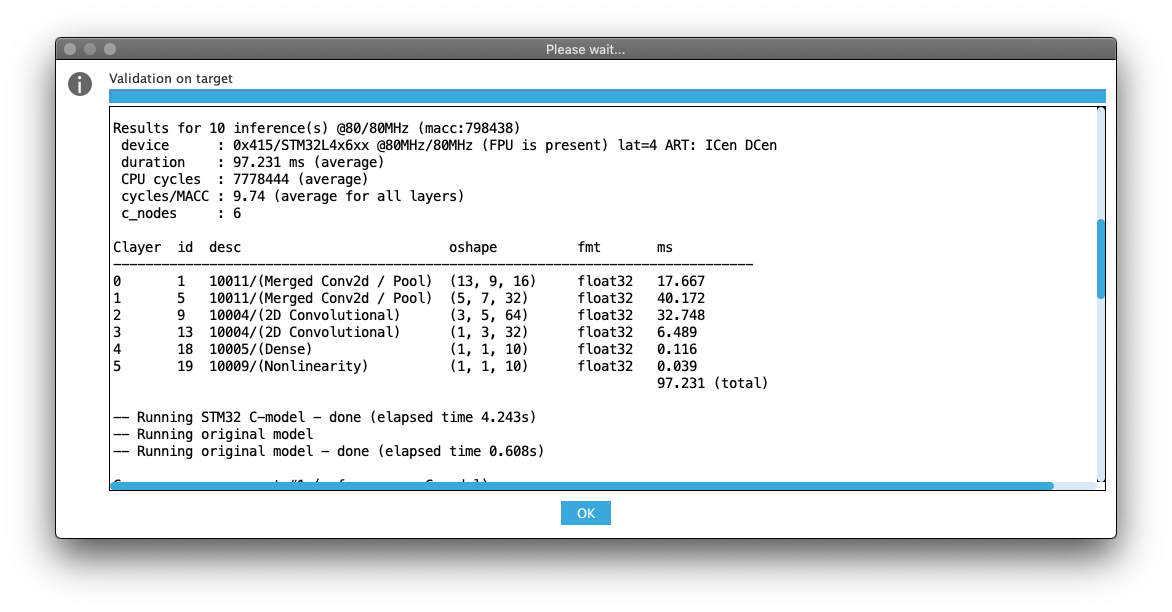 Please wait...
Validation on target
Results for 10 inference(s) @80/80MHz (macc:798438)
device : 0x415/STM32L4x6xx @80MHz/80MHz (FPU is present) lat=4 ART: ICen DCen
duration : 97.231 ms (average)
CPU cycles : 7778444 (average)
cycles/MACC : 9.74 (average for all layers)
c_nodes : 6
Clayer id desc oshape fmt ms
--------------------------------------------------------------------------------
0 1 10011/(Merged Conv2d / Pool) (13, 9, 16) float32 17.667
1 5 10011/(Merged Conv2d / Pool) (5, 7, 32) float32 40.172
2 9 10004/(2D Convolutional) (3, 5, 64) float32 32.748
3 13 10004/(2D Convolutional) (1, 3, 32) float32 6.489
4 18 10005/(Dense) (1, 1, 10) float32 0.116
5 19 10009/(Nonlinearity) (1, 1, 10) float32 0.039
97.231 (total)
-- Running STM32 C-model - done (elapsed time 4.243s)
-- Running original model
-- Running original model - done (elapsed time 0.608s)
OK